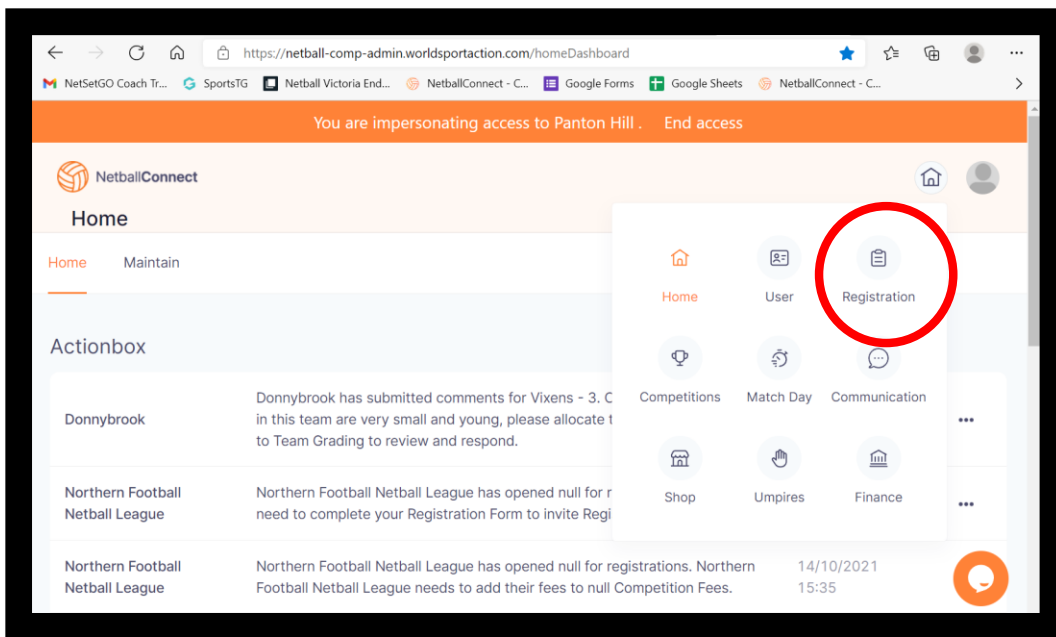 https://netball-comp-admin.worldsportaction.com/homeDashboard
NetSetGO Coach Tr... SportsTG Netball Victoria End... NetballConnect - C... Google Forms Google Sheets NetballConnect - C...
You are impersonating access to Panton Hill . End access
NetballConnect
Home
Home Maintain
Home User Registration
Competitions Match Day Communication
Shop Umpires Finance
Actionbox
Donnybrook
Donnybrook has submitted comments for Vixens - 3. C
in this team are very small and young, please allocate t
to Team Grading to review and respond.
Northern Football
Netball League
Northern Football Netball League has opened null for r
need to complete your Registration Form to invite Regi
Northern Football
Netball League
Northern Football Netball League has opened null for registrations. Northern
Football Netball League needs to add their fees to null Competition Fees.
14/10/2021
15:35